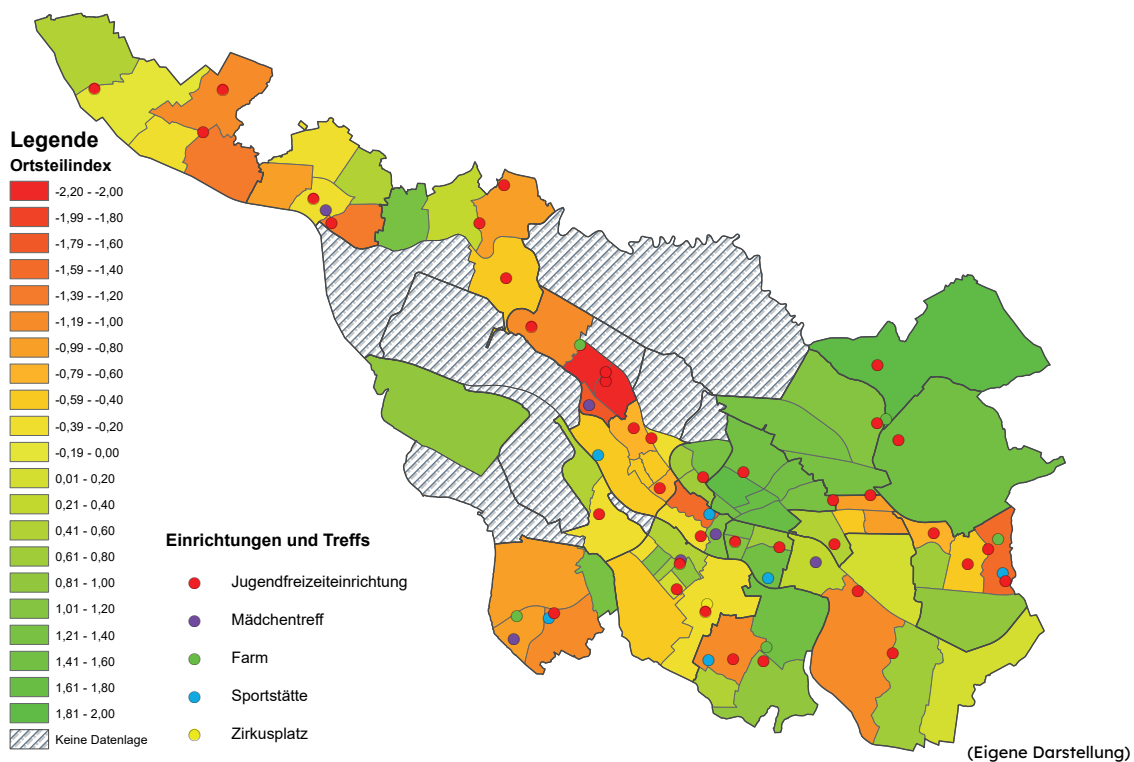 Legende
Ortsteilindex
-2,20 - -2,00
-1,99 - -1,80
-1,79 - -1,60
-1,59 - -1,40
-1,39 - -1,20
-1,19 - -1,00
-0,99 - -0,80
-0,79 - -0,60
-0,59 - -0,40
-0,39 - -0,20
-0,19 - 0,00
0,01 - 0,20
0,21 - 0,40
0,41 - 0,60
0,61 - 0,80
0,81 - 1,00
1,01 - 1,20
1,21 - 1,40
1,41 - 1,60
1,61 - 1,80
1,81 - 2,00
Keine Datenlage
Einrichtungen und Treffs
Jugendfreizeiteinrichtung
Mädchentreff
Farm
Sportstätte
Zirkusplatz
(Eigene Darstellung)